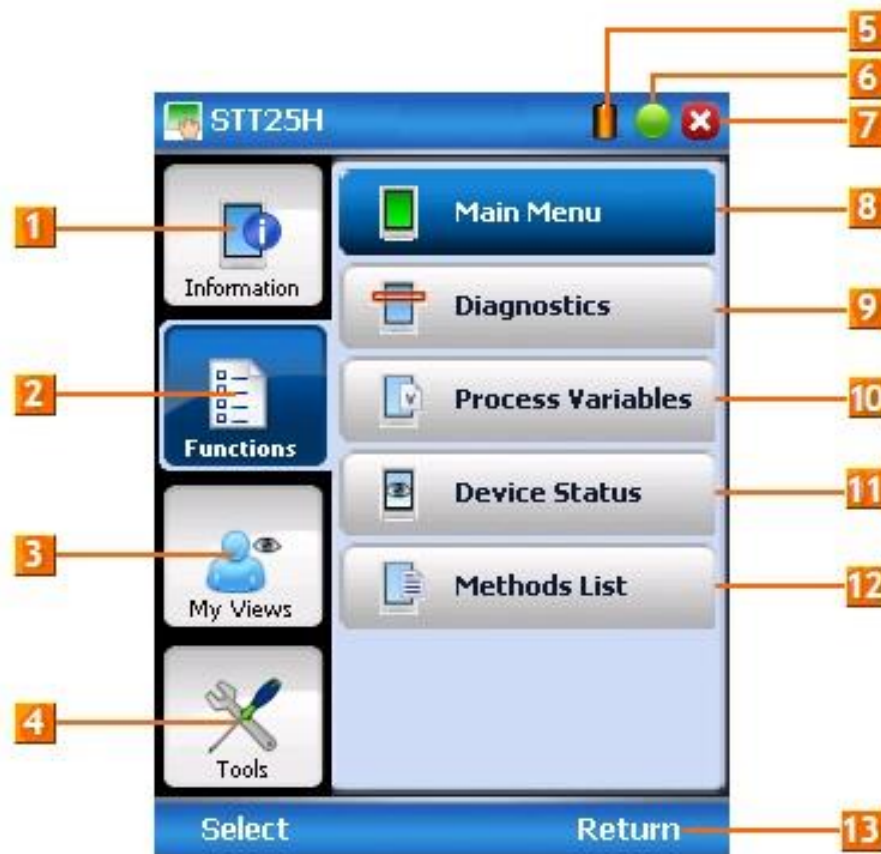 5
6
STT25H
7
1
Information
Main Menu
8
Diagnostics
9
2
Functions
Process Variables
10
Device Status
11
3
My Views
Methods List
12
4
Tools
Select
Return
13